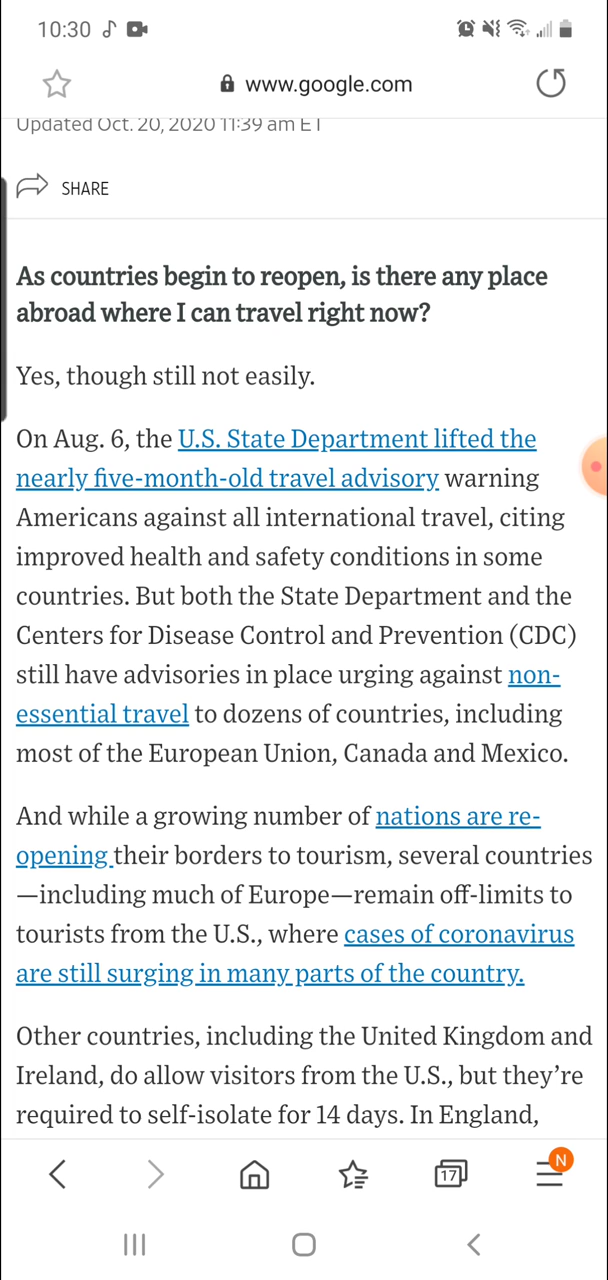 10:30
www.google.com
Updated Oct. 20, 2020 11:39 am ET
SHARE
As countries begin to reopen, is there any place
abroad where I can travel right now?
Yes, though still not easily.
On Aug. 6, the U.S. State Department lifted the
nearly five-month-old travel advisory warning
Americans against all international travel, citing
improved health and safety conditions in some
countries. But both the State Department and the
Centers for Disease Control and Prevention (CDC)
still have advisories in place urging against non-
essential travel to dozens of countries, including
most of the European Union, Canada and Mexico.
And while a growing number of nations are re-
opening their borders to tourism, several countries
—including much of Europe—remain off-limits to
tourists from the U.S., where cases of coronavirus
are still surging in many parts of the country.
Other countries, including the United Kingdom and
Ireland, do allow visitors from the U.S., but they’re
required to self-isolate for 14 days. In England,
17
N